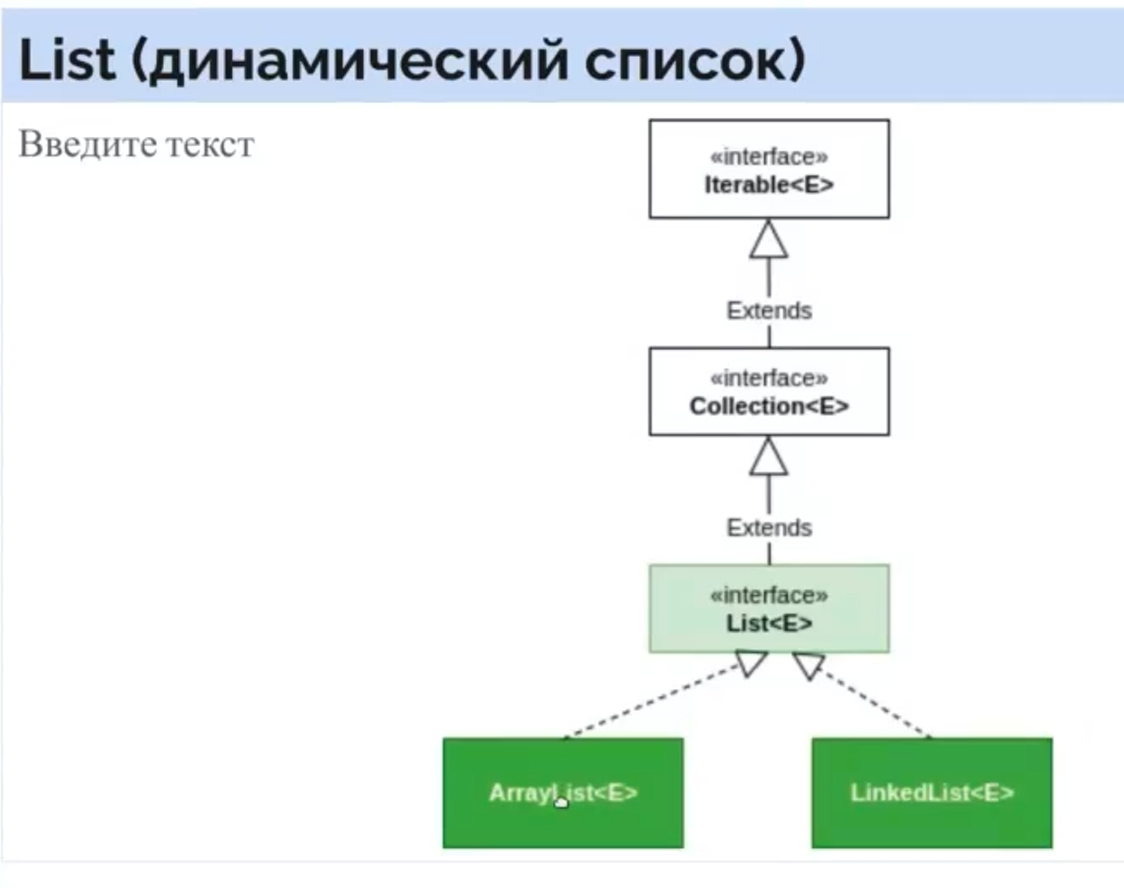 List (динамический список)
Введите текст
«interface»
Iterable<E>
Extends
«interface»
Collection<E>
Extends
«interface»
List<E>
ArrayList<E>
LinkedList<E>